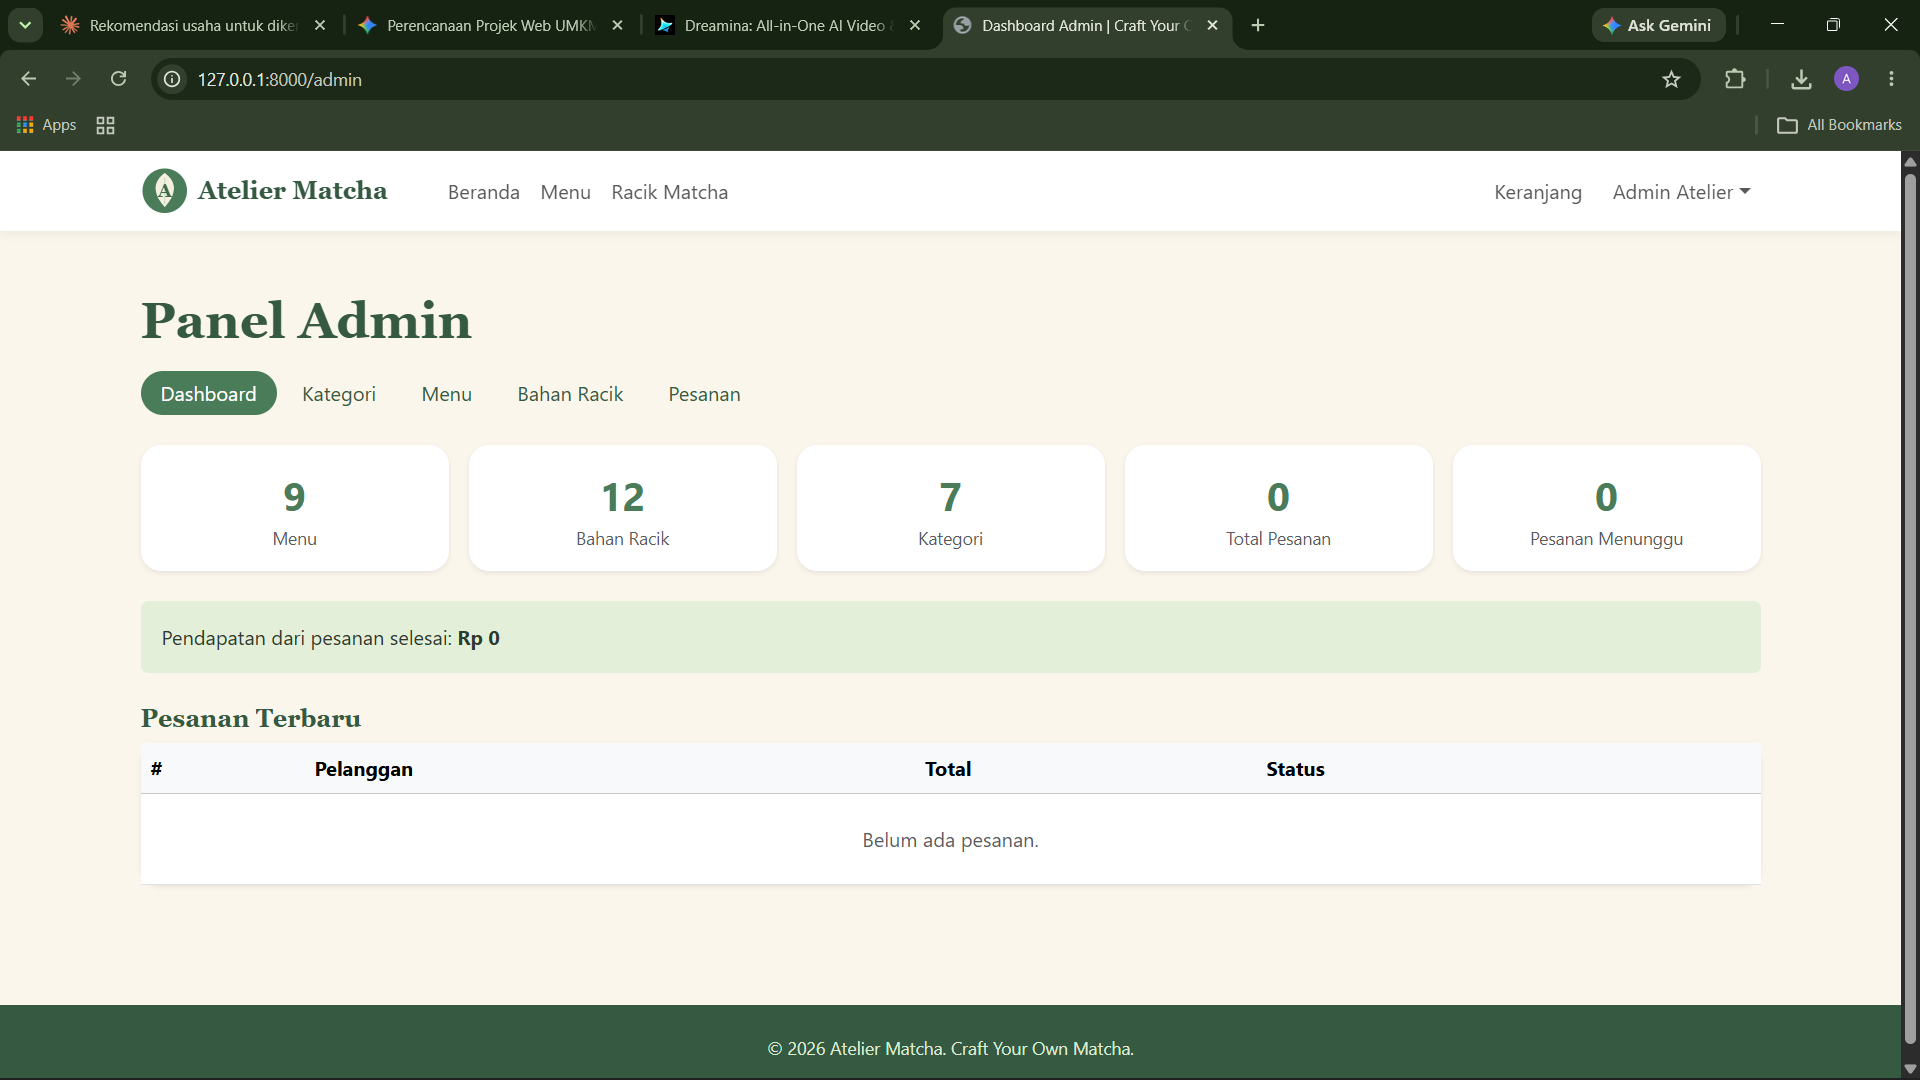 Rekomendasi usaha untuk diker
Perencanaan Projek Web UMKM
Dreamina: All-in-One AI Video &
Dashboard Admin | Craft Your O
Ask Gemini
127.0.0.1:8000/admin
A
Apps
All Bookmarks
A
Atelier Matcha
Beranda
Menu
Racik Matcha
Keranjang
Admin Atelier
Panel Admin
Dashboard
Kategori
Menu
Bahan Racik
Pesanan
9
Menu
12
Bahan Racik
7
Kategori
0
Total Pesanan
0
Pesanan Menunggu
Pendapatan dari pesanan selesai: Rp 0
Pesanan Terbaru
# Pelanggan Total Status
Belum ada pesanan.
© 2026 Atelier Matcha. Craft Your Own Matcha.